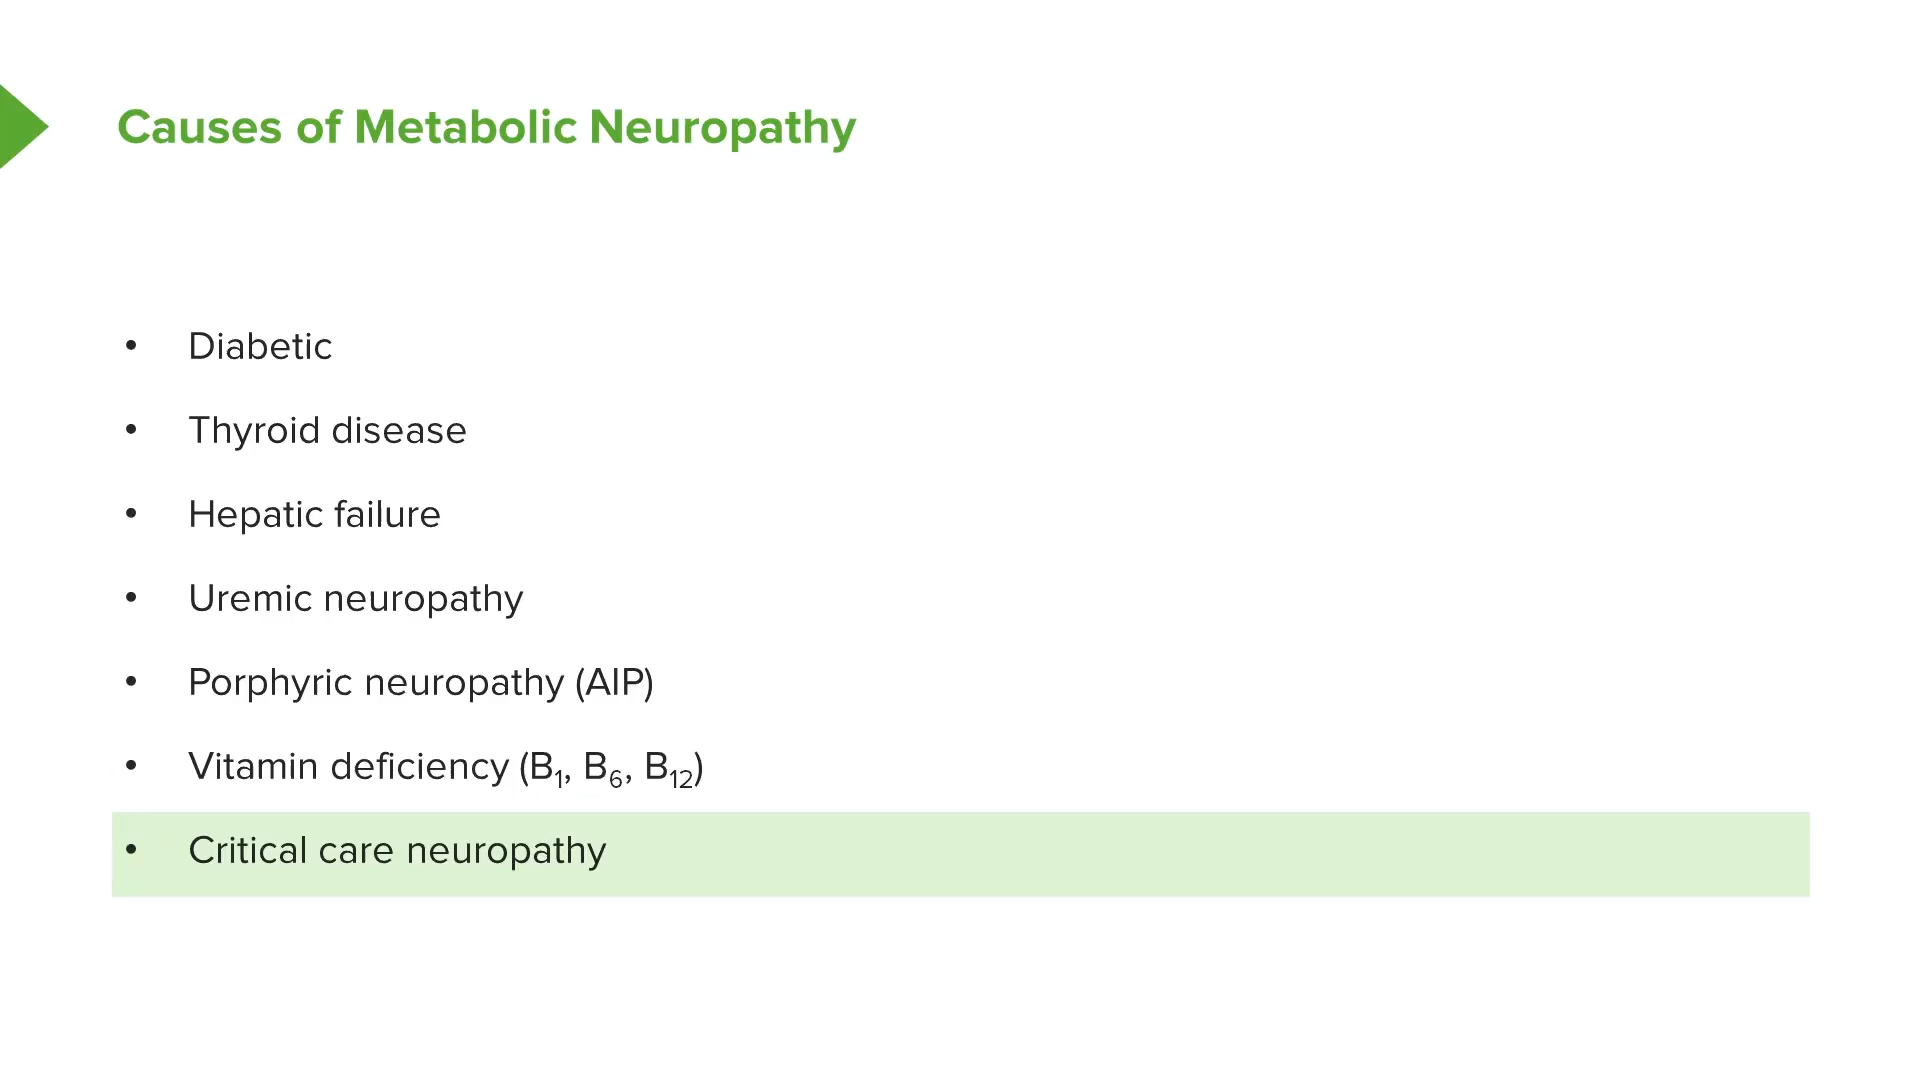 Causes of Metabolic Neuropathy
• Diabetic
• Thyroid disease
• Hepatic failure
• Uremic neuropathy
• Porphyric neuropathy (AIP)
• Vitamin deficiency (B₁, B₆, B₁₂)
• Critical care neuropathy